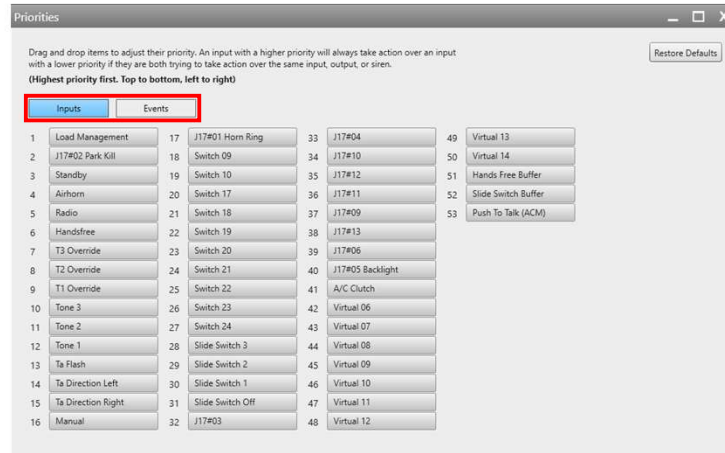 Priorities
Drag and drop items to adjust their priority. An input with a higher priority will always take action over an input
with a lower priority if they are both trying to take action over the same input, output, or siren.
(Highest priority first. Top to bottom, left to right)
Restore Defaults
Inputs
Events
1 Load Management
2 J17#02 Park Kill
3 Standby
4 Airhorn
5 Radio
6 Handsfree
7 T3 Override
8 T2 Override
9 T1 Override
10 Tone 3
11 Tone 2
12 Tone 1
13 Ta Flash
14 Ta Direction Left
15 Ta Direction Right
16 Manual
17 J17#01 Horn Ring
18 Switch 09
19 Switch 10
20 Switch 17
21 Switch 18
22 Switch 19
23 Switch 20
24 Switch 21
25 Switch 22
26 Switch 23
27 Switch 24
28 Slide Switch 3
29 Slide Switch 2
30 Slide Switch 1
31 Slide Switch Off
32 J17#03
33 J17#04
34 J17#10
35 J17#12
36 J17#11
37 J17#09
38 J17#13
39 J17#06
40 J17#05 Backlight
41 A/C Clutch
42 Virtual 06
43 Virtual 07
44 Virtual 08
45 Virtual 09
46 Virtual 10
47 Virtual 11
48 Virtual 12
49 Virtual 13
50 Virtual 14
51 Hands Free Buffer
52 Slide Switch Buffer
53 Push To Talk (ACM)